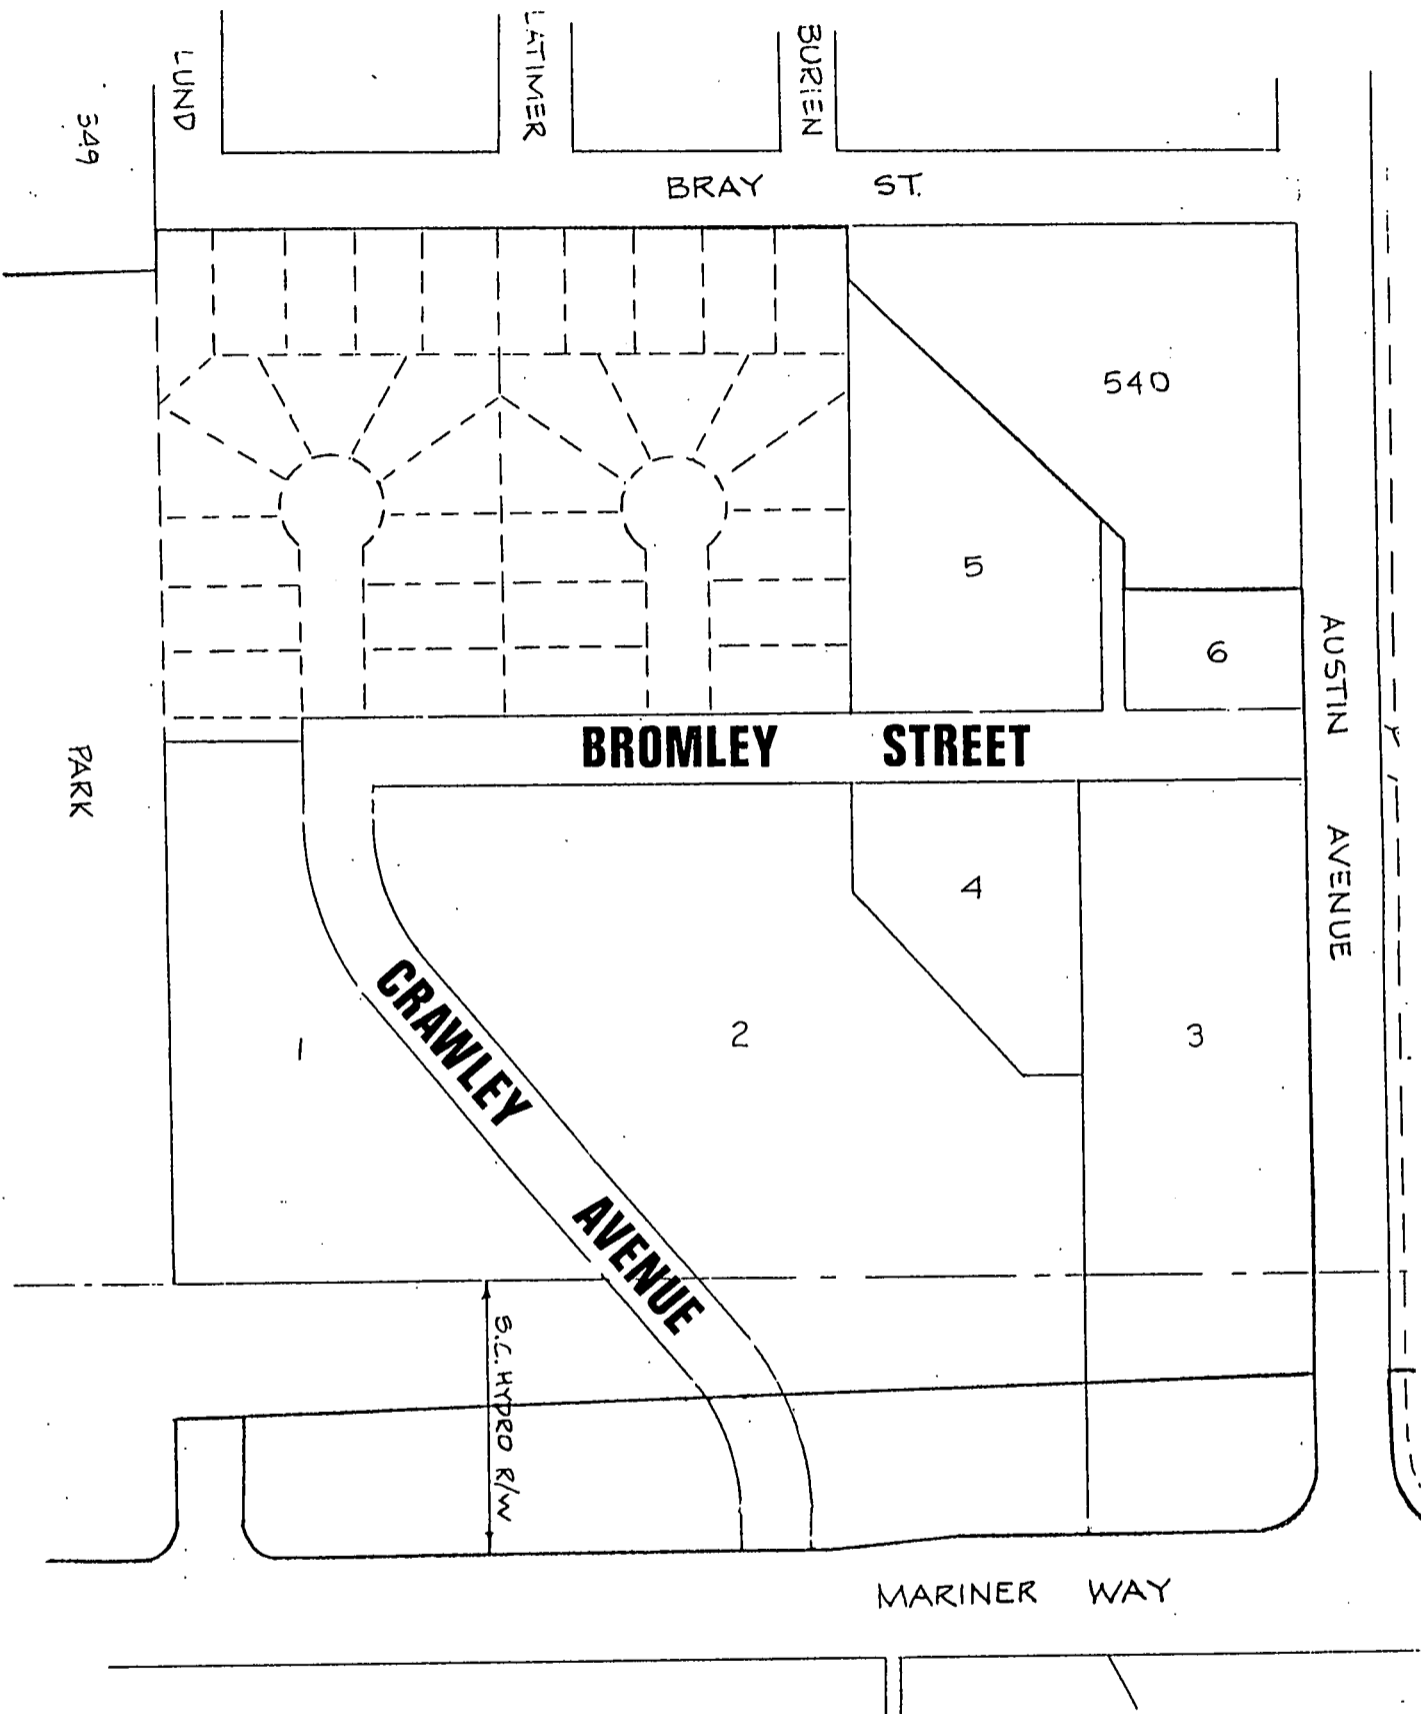 LUND
LATIMER
BURIEN
349
BRAY ST.
540
5
6
AUSTIN AVENUE
BROMLEY STREET
PARK
4
1
2
3
CRAWLEY AVENUE
B.C. HYDRO R/W
MARINER WAY